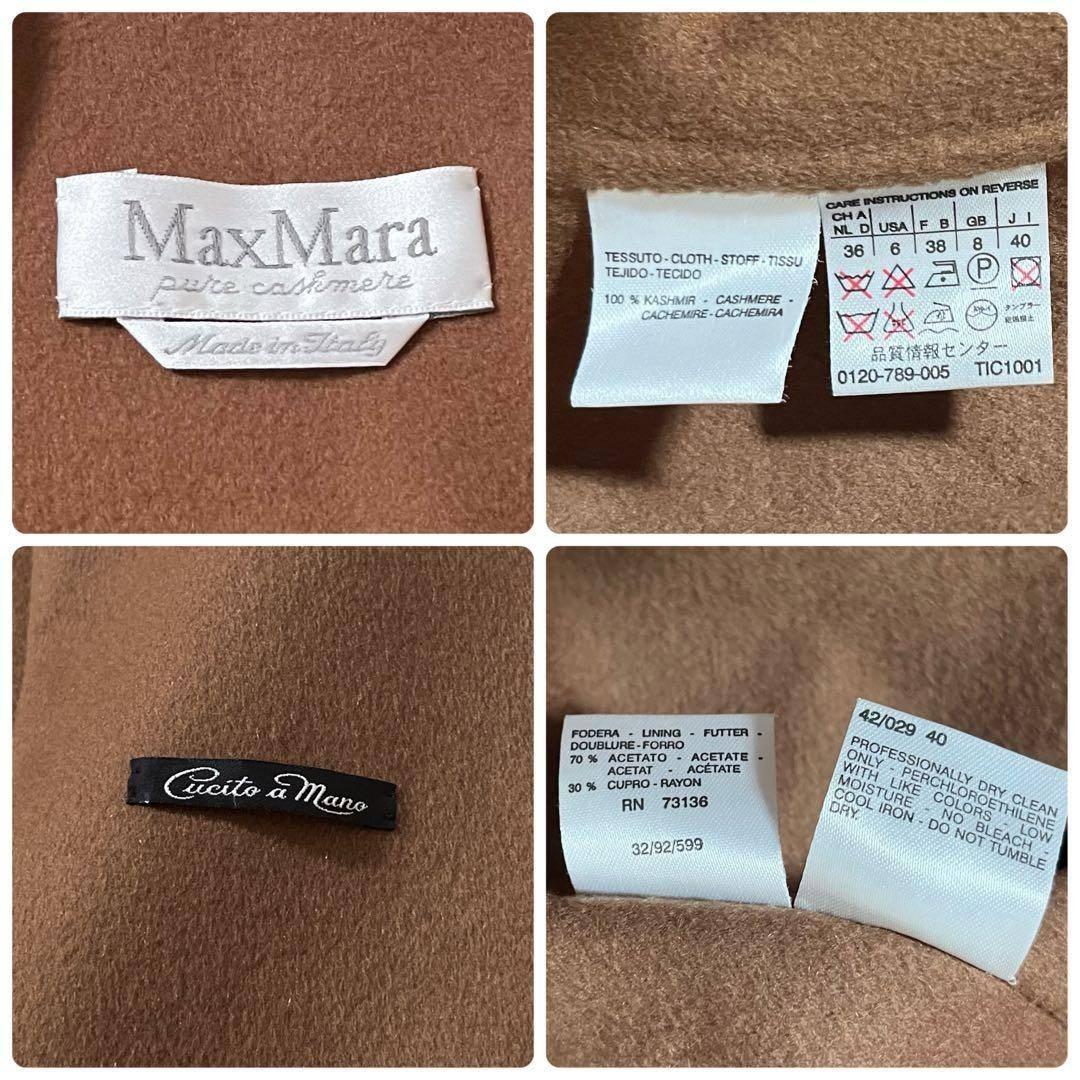 MaxMara
pure cashmere
Made in Italy
TESSUTO - CLOTH - STOFF - TISSU
TEJIDO - TECIDO
100 % KASHMIR - CASHMERE -
CACHEMIRE - CACHEMIRA
CARE INSTRUCTIONS ON REVERSE
CH A USA F B GB J I
NL D
36 6 38 8 40
P
タンブラー
乾燥禁止
品質情報センター
0120-789-005 TIC1001
Cucito a Mano
FODERA - LINING - FUTTER -
DOUBLURE - FORRO
70 % ACETATO - ACETATE -
ACETAT - ACÉTATE
30 % CUPRO - RAYON
RN 73136
32/92/599
42/029 40
PROFESSIONALLY DRY CLEAN
ONLY - PERCHLOROETHILENE
WITH LIKE COLORS - LOW
MOISTURE - NO BLEACH -
COOL IRON - DO NOT TUMBLE
DRY.